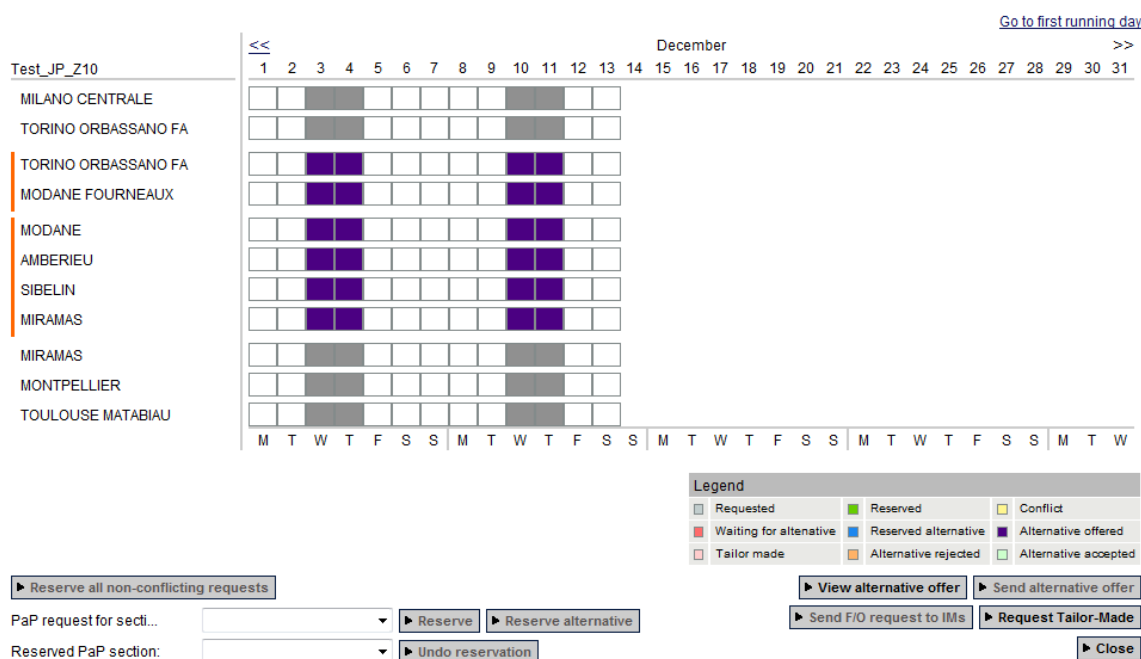 Go to first running day
<< December >>
Test_JP_Z10 1 2 3 4 5 6 7 8 9 10 11 12 13 14 15 16 17 18 19 20 21 22 23 24 25 26 27 28 29 30 31
MILANO CENTRALE
TORINO ORBASSANO FA
TORINO ORBASSANO FA
MODANE FOURNEAUX
MODANE
AMBERIEU
SIBELIN
MIRAMAS
MIRAMAS
MONTPELLIER
TOULOUSE MATABIAU
M T W T F S S M T W T F S S M T W T F S S M T W T F S S M T W
Legend
Requested Reserved Conflict
Waiting for altenative Reserved alternative Alternative offered
Tailor made Alternative rejected Alternative accepted
Reserve all non-conflicting requests View alternative offer Send alternative offer
PaP request for secti... Reserve Reserve alternative Send F/O request to IMs Request Tailor-Made
Reserved PaP section: Undo reservation Close